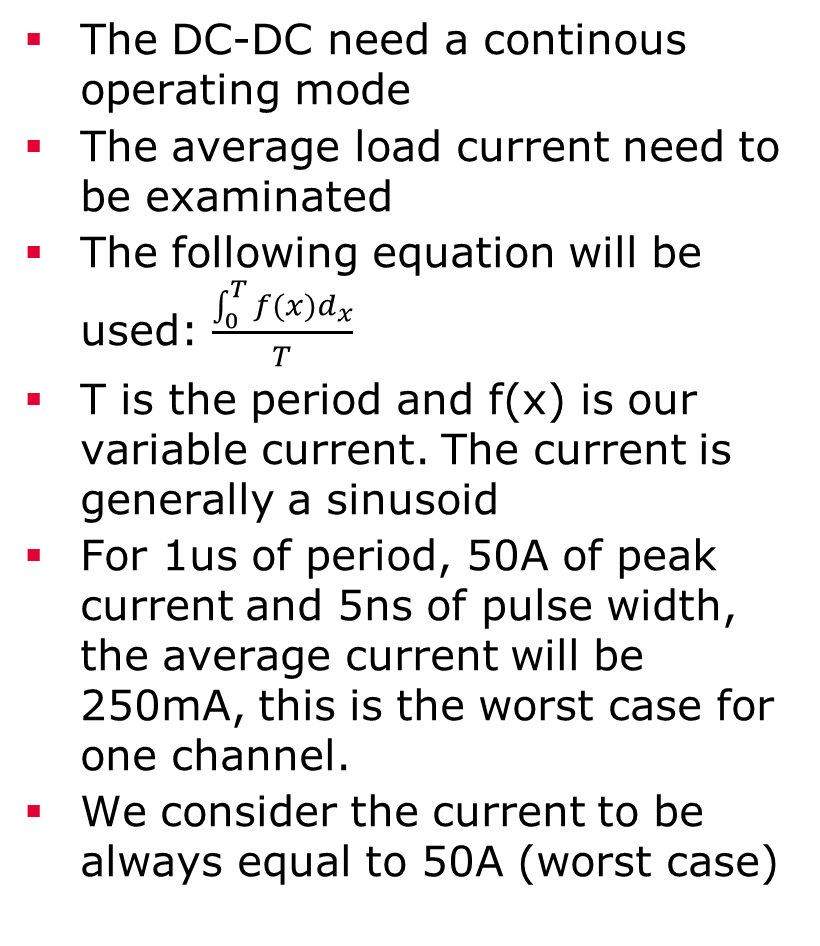 ▪ The DC-DC need a continous
operating mode
▪ The average load current need to
be examinated
▪ The following equation will be
used: $\frac{\int_0^T f(x)d_x}{T}$
▪ T is the period and f(x) is our
variable current. The current is
generally a sinusoid
▪ For 1us of period, 50A of peak
current and 5ns of pulse width,
the average current will be
250mA, this is the worst case for
one channel.
▪ We consider the current to be
always equal to 50A (worst case)